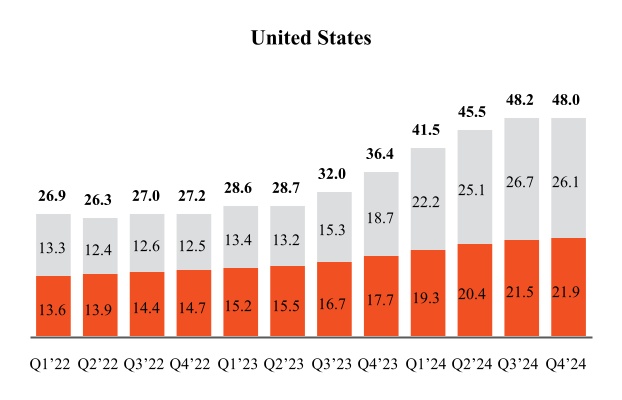 United States
26.9 26.3 27.0 27.2 28.6 28.7 32.0 36.4 41.5 45.5 48.2 48.0
13.3 12.4 12.6 12.5 13.4 13.2 15.3 18.7 22.2 25.1 26.7 26.1
13.6 13.9 14.4 14.7 15.2 15.5 16.7 17.7 19.3 20.4 21.5 21.9
Q1’22 Q2’22 Q3’22 Q4’22 Q1’23 Q2’23 Q3’23 Q4’23 Q1’24 Q2’24 Q3’24 Q4’24